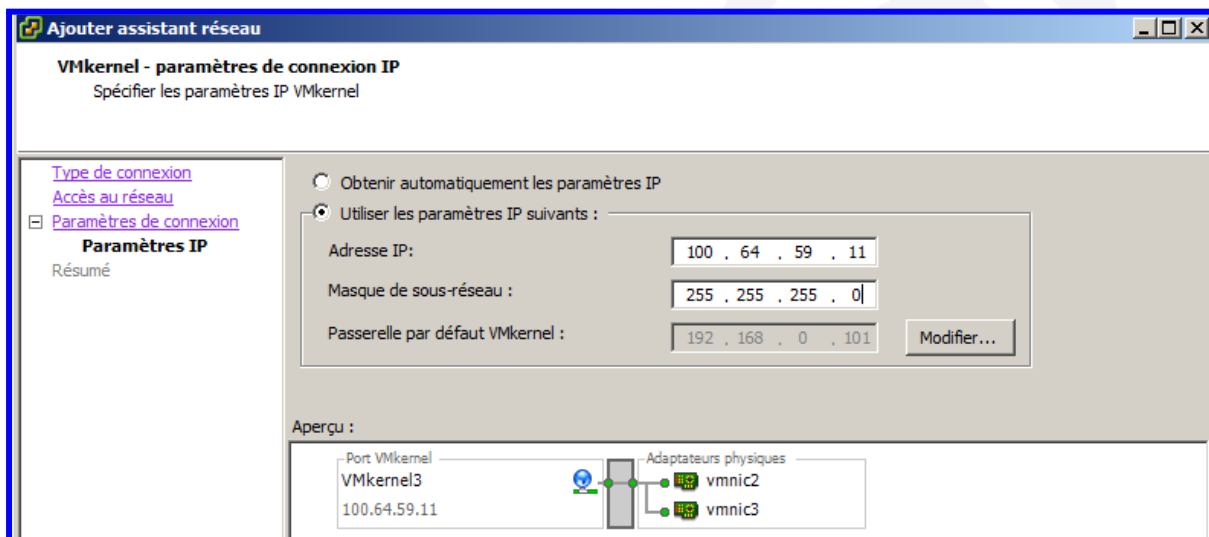 Ajouter assistant réseau
VMkernel - paramètres de connexion IP
Spécifier les paramètres IP VMkernel
Type de connexion
Accès au réseau
Paramètres de connexion
Paramètres IP
Résumé
Obtenir automatiquement les paramètres IP
Utiliser les paramètres IP suivants :
Adresse IP: 100 . 64 . 59 . 11
Masque de sous-réseau : 255 . 255 . 255 . 0
Passerelle par défaut VMkernel : 192 . 168 . 0 . 101 Modifier...
Aperçu :
Port VMkernel Adaptateurs physiques
VMkernel3 vmnic2
100.64.59.11 vmnic3